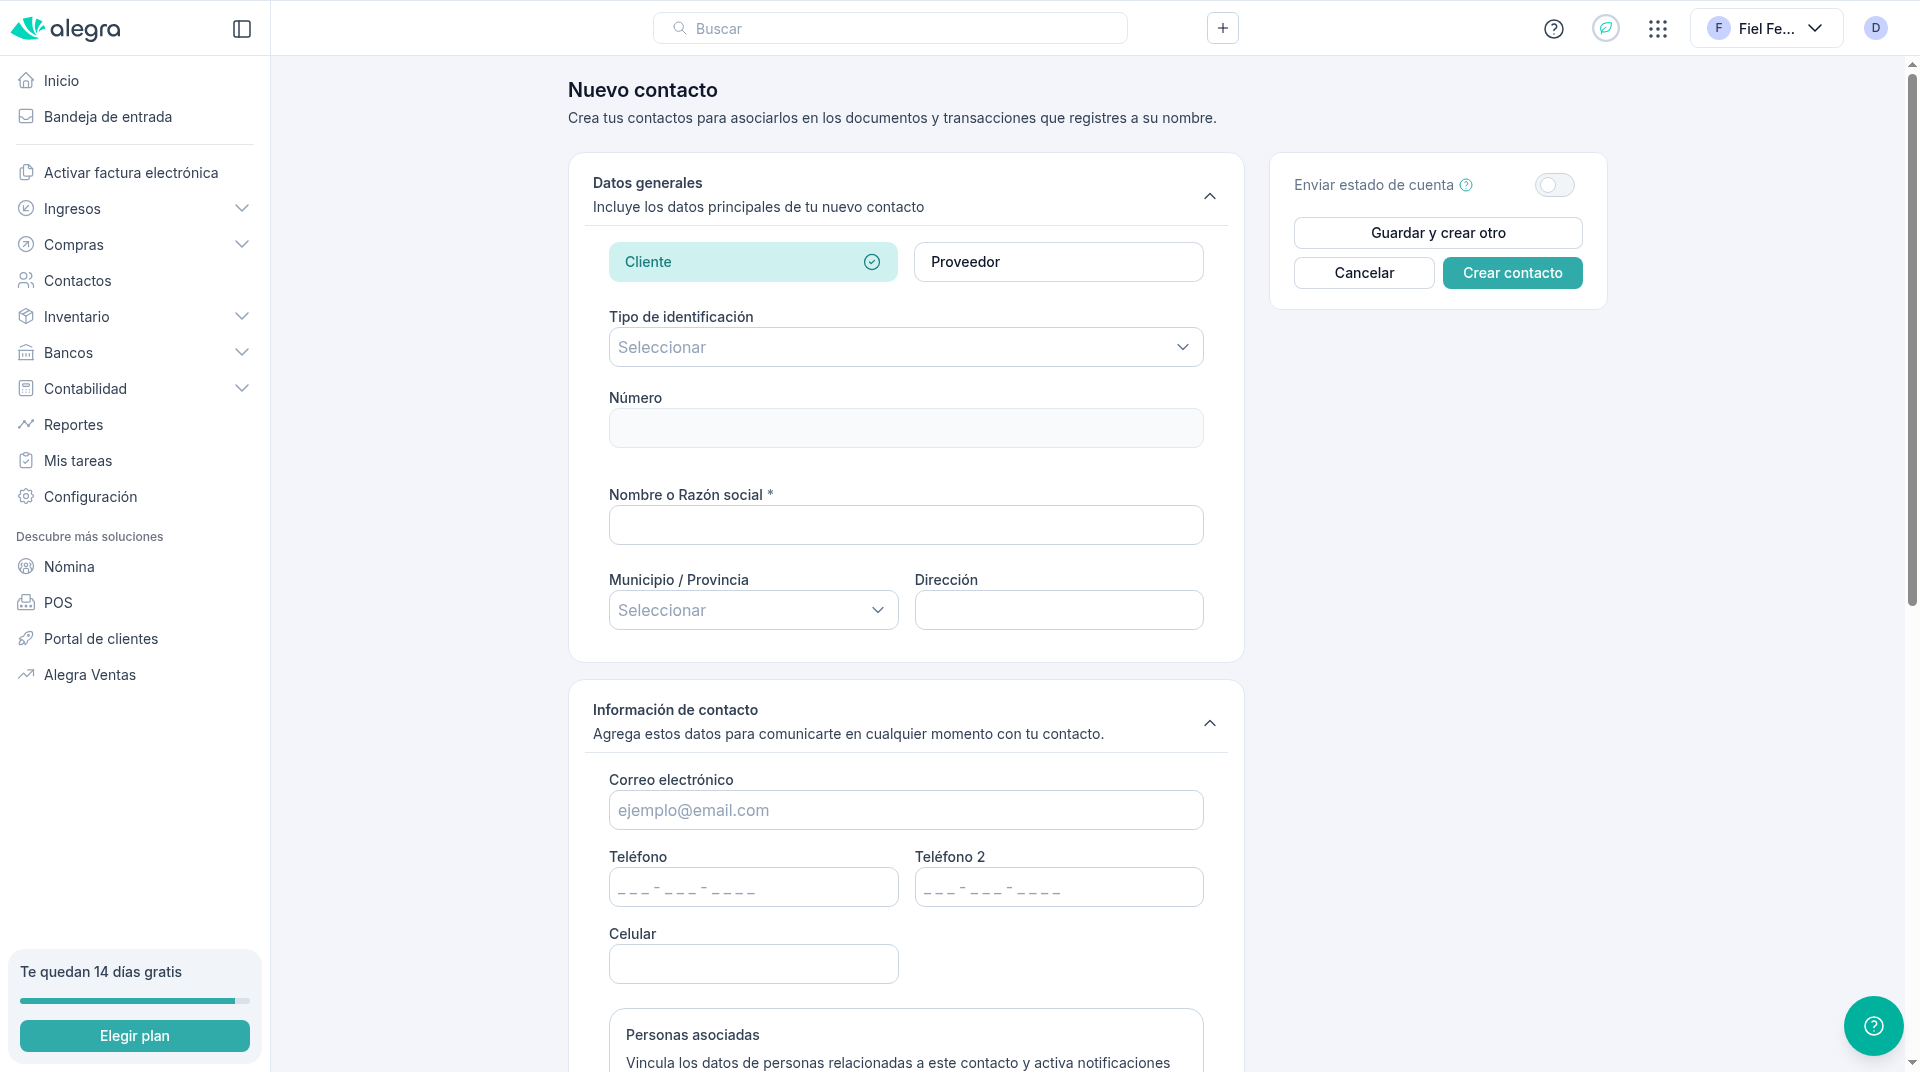 alegra
Buscar
Fiel Fe...
F
D
Inicio
Bandeja de entrada
Activar factura electrónica
Ingresos
Compras
Contactos
Inventario
Bancos
Contabilidad
Reportes
Mis tareas
Configuración
Descubre más soluciones
Nómina
POS
Portal de clientes
Alegra Ventas
Te quedan 14 días gratis
Elegir plan
Nuevo contacto
Crea tus contactos para asociarlos en los documentos y transacciones que registres a su nombre.
Datos generales
Incluye los datos principales de tu nuevo contacto
Cliente
Proveedor
Tipo de identificación
Seleccionar
Número
Nombre o Razón social *
Municipio / Provincia
Dirección
Seleccionar
Información de contacto
Agrega estos datos para comunicarte en cualquier momento con tu contacto.
Correo electrónico
ejemplo@email.com
Teléfono
Teléfono 2
_ _ _ - _ _ _ - _ _ _ _
_ _ _ - _ _ _ - _ _ _ _
Celular
Personas asociadas
Vincula los datos de personas relacionadas a este contacto y activa notificaciones
Enviar estado de cuenta
Guardar y crear otro
Cancelar
Crear contacto